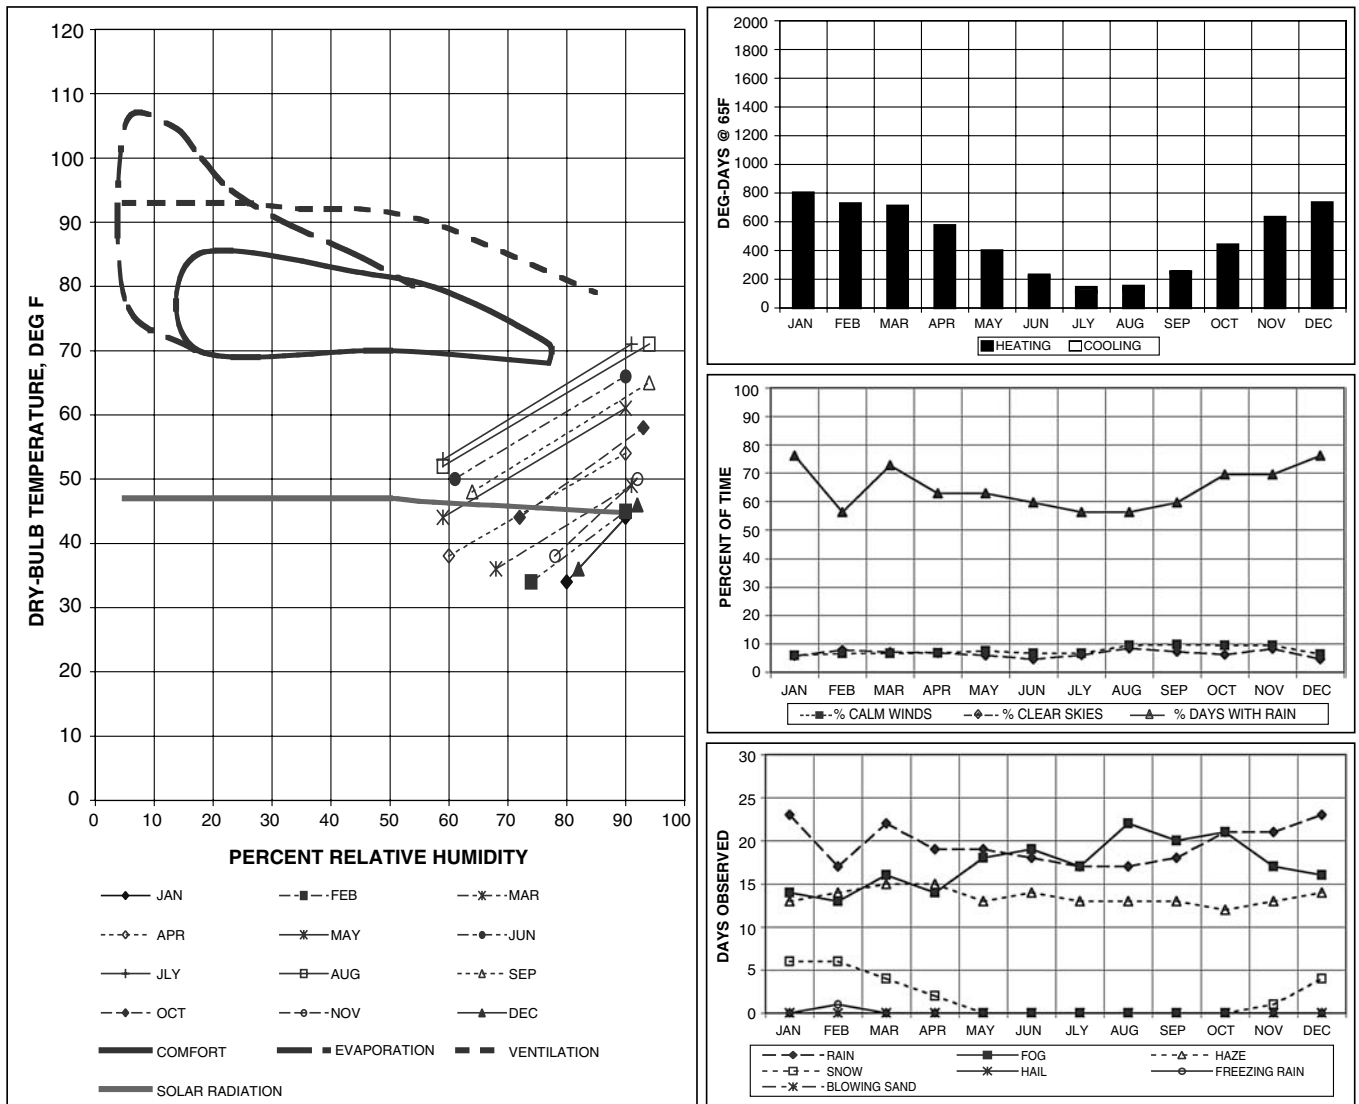 120
110
100
90
80
70
60
50
40
30
20
10
0
DRY-BULB TEMPERATURE, DEG F
0 10 20 30 40 50 60 70 80 90 100
PERCENT RELATIVE HUMIDITY
JAN FEB MAR
APR MAY JUN
JLY AUG SEP
OCT NOV DEC
COMFORT EVAPORATION VENTILATION
SOLAR RADIATION
2000
1800
1600
1400
1200
1000
800
600
400
200
0
DEG-DAYS @ 65F
JAN FEB MAR APR MAY JUN JLY AUG SEP OCT NOV DEC
HEATING COOLING
100
90
80
70
60
50
40
30
20
10
0
PERCENT OF TIME
JAN FEB MAR APR MAY JUN JLY AUG SEP OCT NOV DEC
% CALM WINDS % CLEAR SKIES % DAYS WITH RAIN
30
25
20
15
10
5
0
DAYS OBSERVED
JAN FEB MAR APR MAY JUN JLY AUG SEP OCT NOV DEC
RAIN FOG HAZE
SNOW HAIL FREEZING RAIN
BLOWING SAND